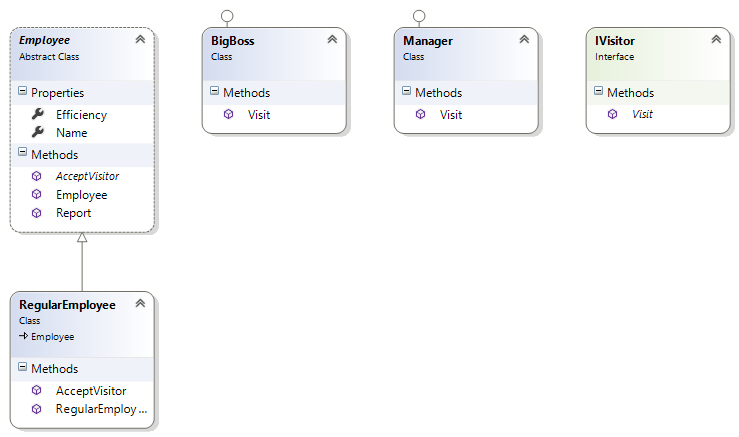 Employee
Abstract Class
Properties
Efficiency
Name
Methods
AcceptVisitor
Employee
Report
BigBoss
Class
Methods
Visit
Manager
Class
Methods
Visit
IVisitor
Interface
Methods
Visit
RegularEmployee
Class
Employee
Methods
AcceptVisitor
RegularEmploy...